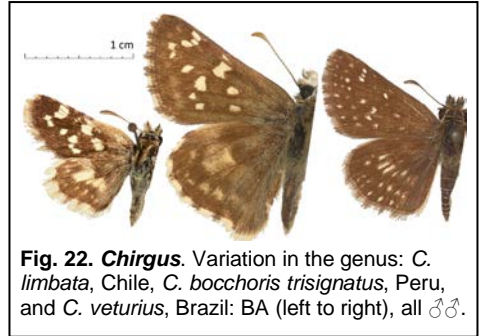 1 cm
Fig. 22. Chirgus. Variation in the genus: C.
limbata, Chile, C. bocchoris trisignatus, Peru,
and C. veturius, Brazil: BA (left to right), all ♂♂.